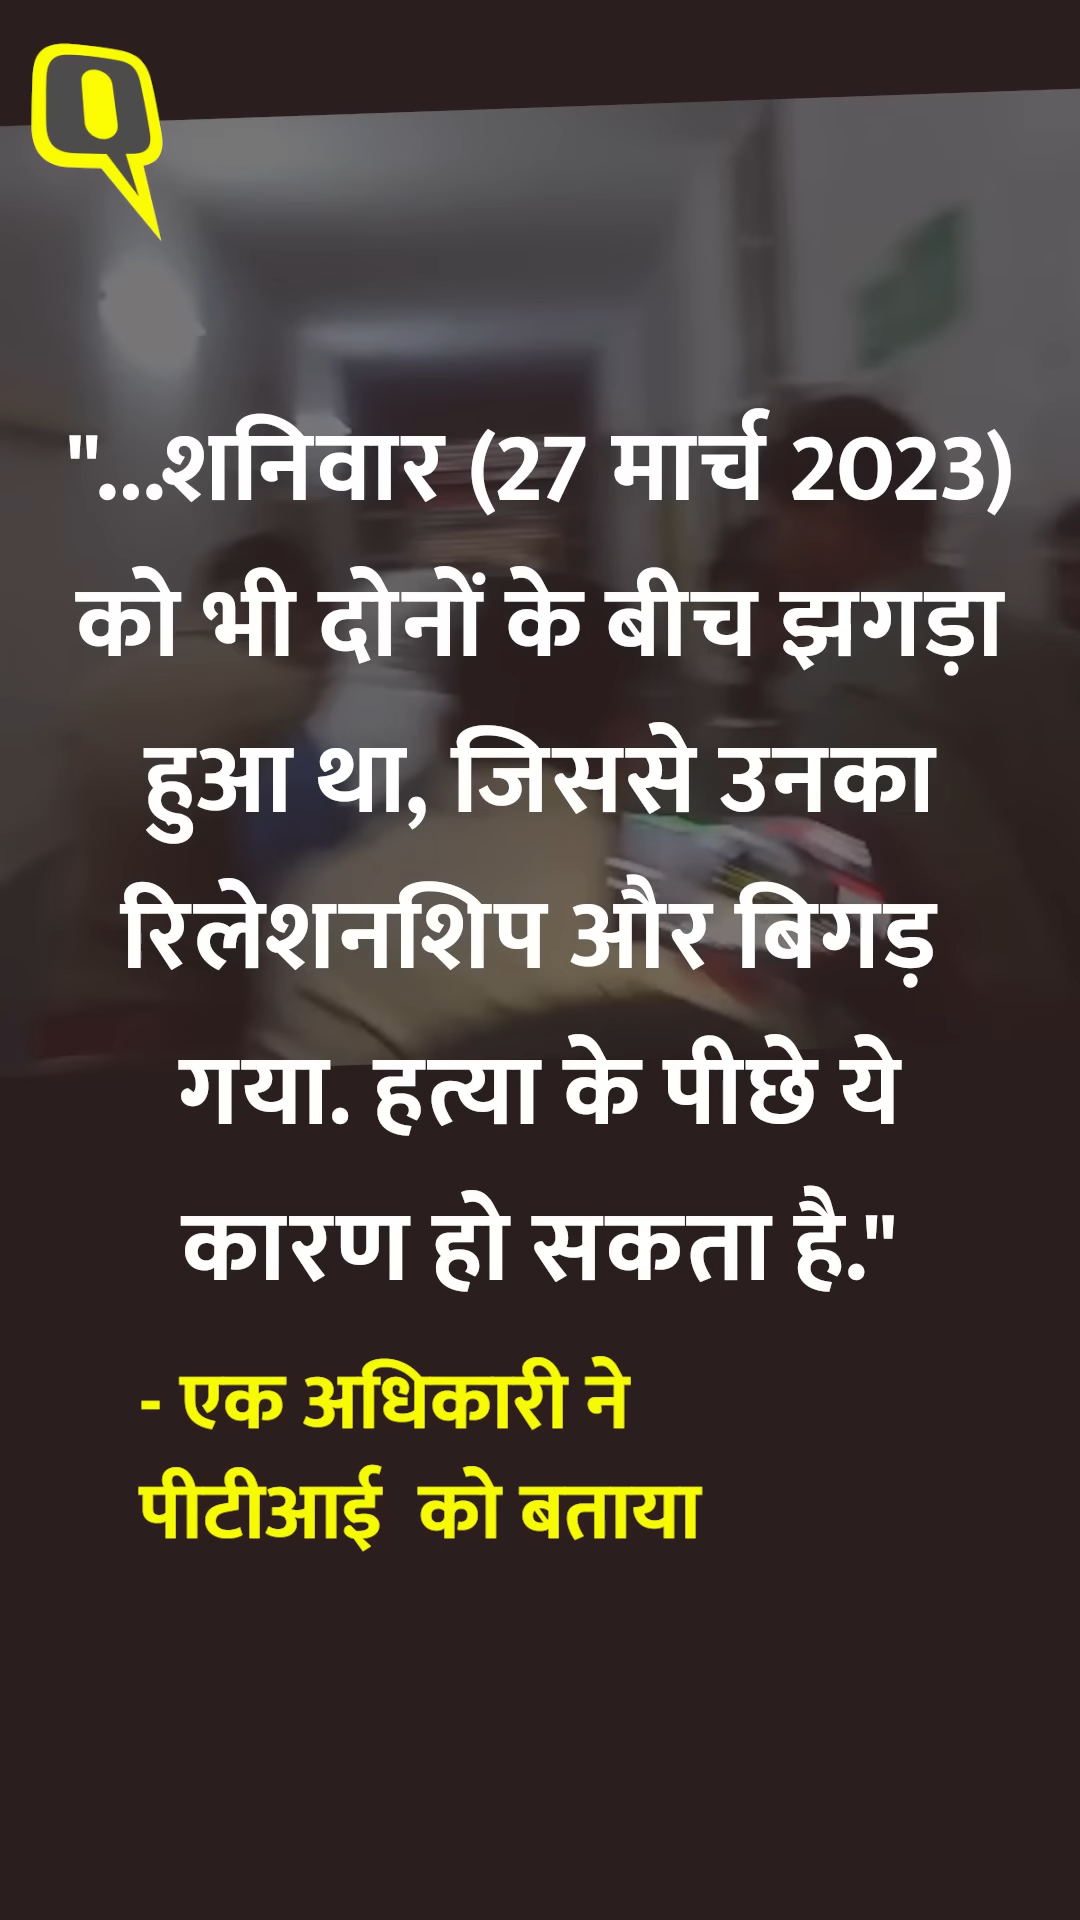 "...शनिवार (27 मार्च 2023)
को भी दोनों के बीच झगड़ा
हुआ था, जिससे उनका
रिलेशनशिप और बिगड़
गया. हत्या के पीछे ये
कारण हो सकता है."
- एक अधिकारी ने
पीटीआई को बताया